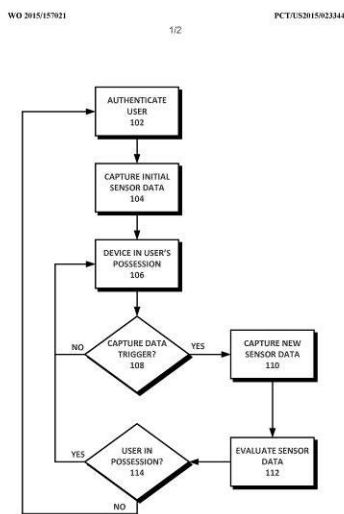 WO 2015/157021 PCT/US2015/023344
1/2
AUTHENTICATE
USER
102
CAPTURE INITIAL
SENSOR DATA
104
DEVICE IN USER'S
POSSESSION
106
NO
CAPTURE DATA
TRIGGER?
108
YES
CAPTURE NEW
SENSOR DATA
110
YES
USER IN
POSSESSION?
114
EVALUATE SENSOR
DATA
112
NO